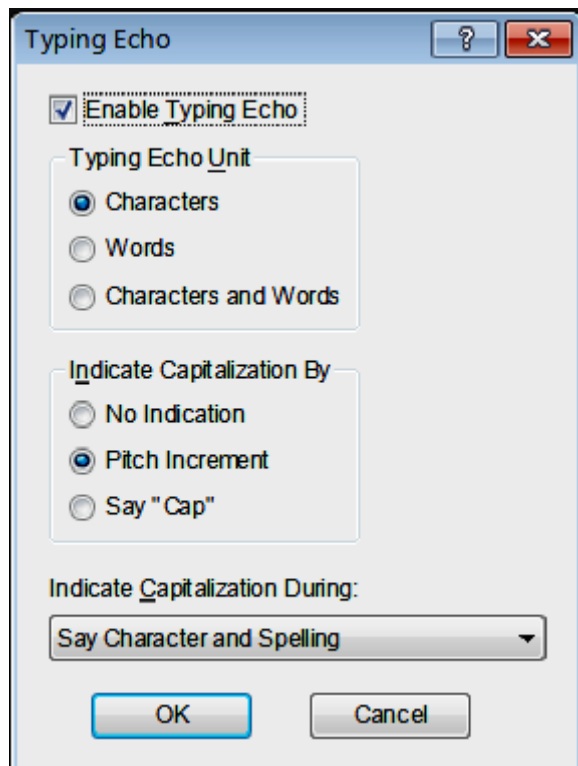 Typing Echo
Enable Typing Echo
Typing Echo Unit
Characters
Words
Characters and Words
Indicate Capitalization By
No Indication
Pitch Increment
Say "Cap"
Indicate Capitalization During:
Say Character and Spelling
OK Cancel